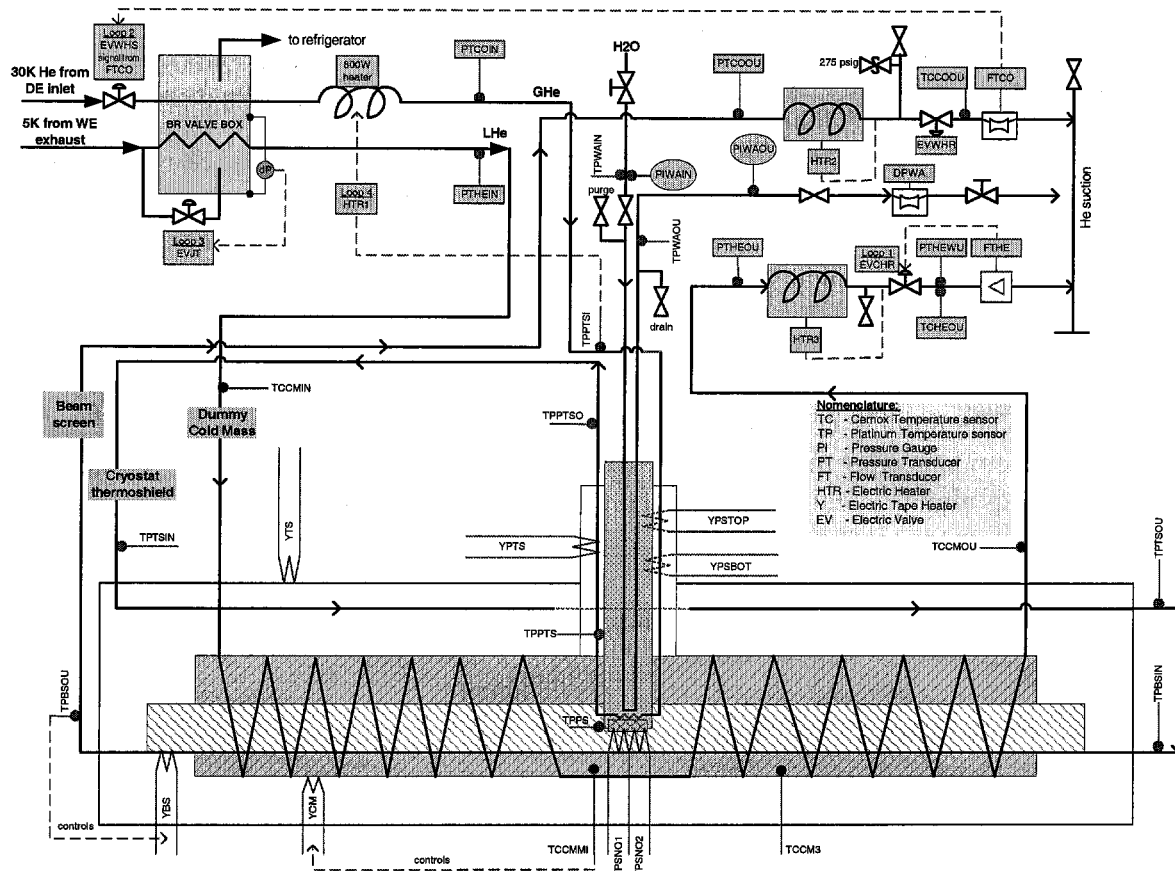 Loop 2
EVWHS
signal from
FTCO
to refrigerator
30K He from
DE inlet
5K from WE
exhaust
BR VALVE BOX
dP
Loop 3
EVJT
600W
heater
PTCOIN
GHe
LHe
PTHEIN
Loop 4
HTR1
H2O
TPWAIN
PIWAIN
purge
TPWAOU
drain
TPPTSI
275 psig
PTCOOU
TCCOOU
FTCO
HTR2
EVWHR
PIWAOU
DPWA
PTHEOU
Loop 1
EVCHR
PTHEWU
FTHE
HTR3
TCHEOU
He suction
TCCMIN
Beam
screen
Dummy
Cold Mass
TPPTSO
Cryostat
thermoshield
TPTSIN
YTS
YPTS
YPSTOP
YPSBOT
Nomenclature:
TC - Cernox Temperature sensor
TP - Platinum Temperature sensor
PI - Pressure Gauge
PT - Pressure Transducer
FT - Flow Transducer
HTR - Electric Heater
Y - Electric Tape Heater
EV - Electric Valve
TCCMOU
TPTSOU
TPPTS
TPBSOU
TPPS
TPBSIN
YBS
YCM
controls
controls
TCCMMI
PSNO1
PSNO2
TCCM3